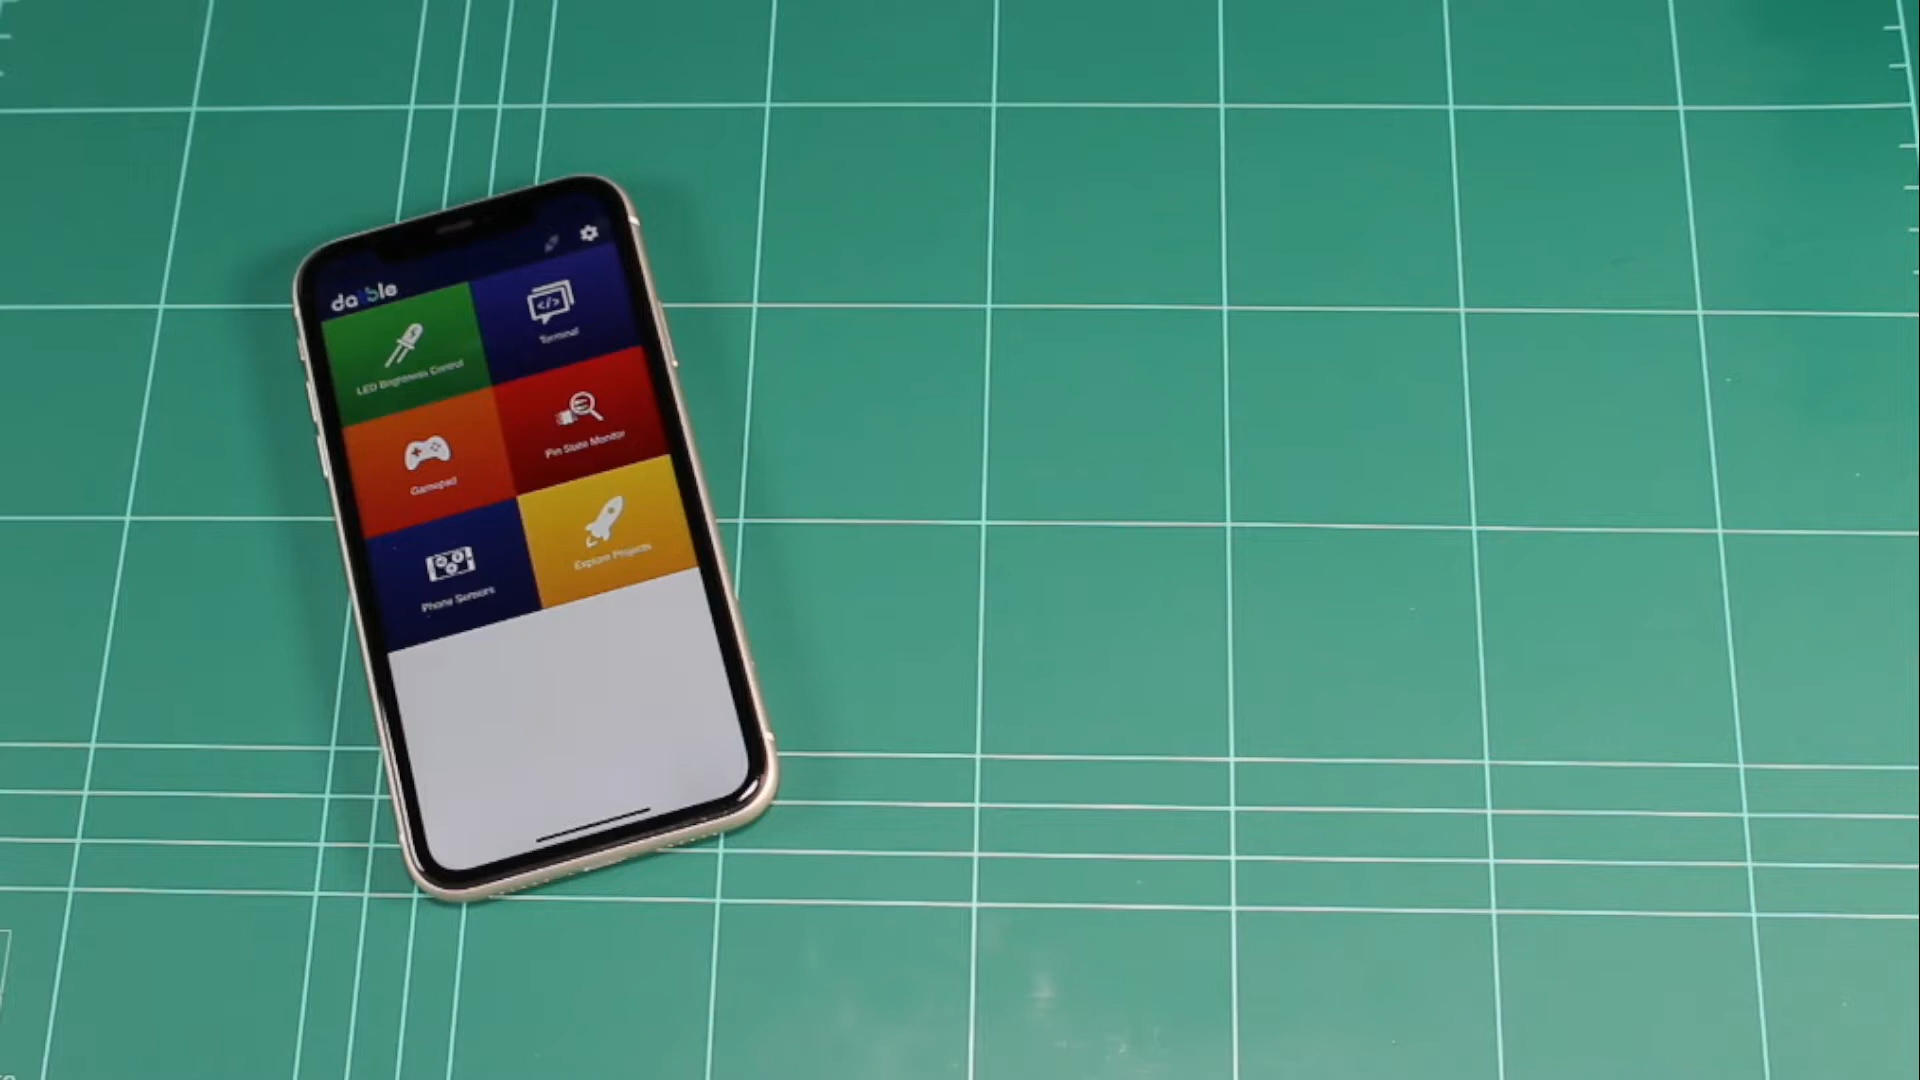 dabble
LED Brightness Control
</>
Terminal
Gamepad
Pin State Monitor
Phone Sensors
Explore Projects